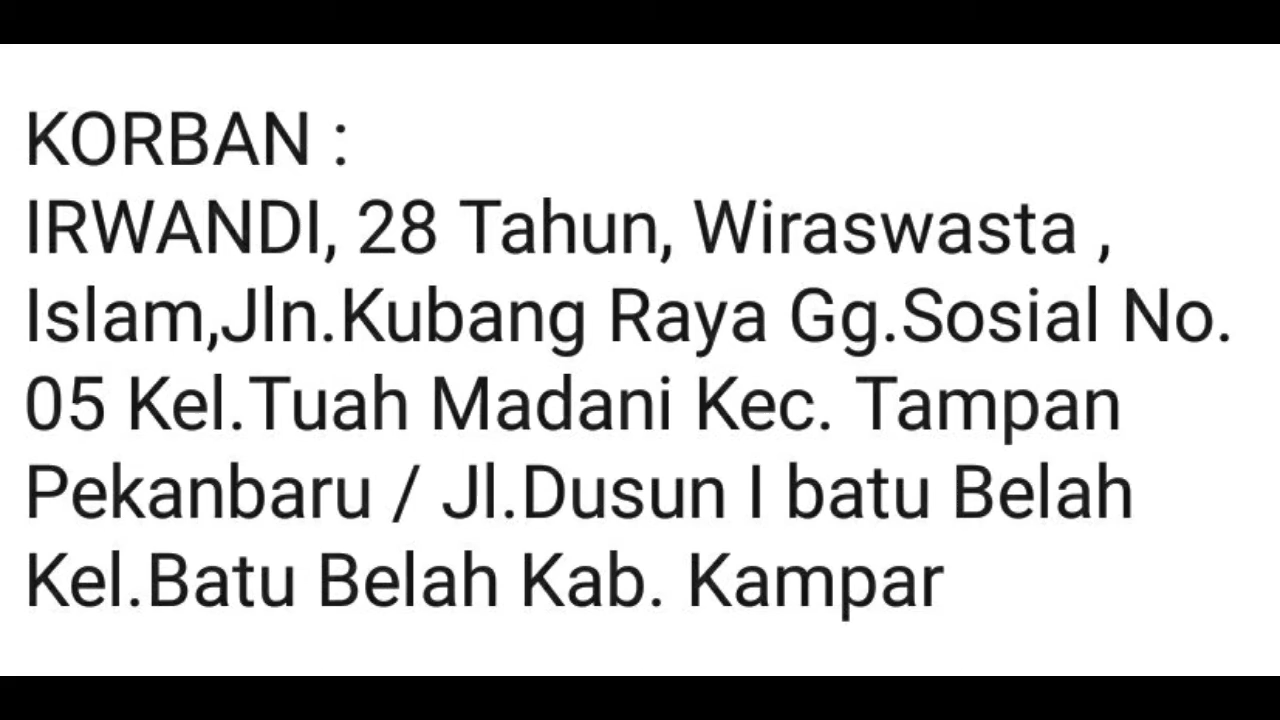 KORBAN :
IRWANDI, 28 Tahun, Wiraswasta ,
Islam,Jln.Kubang Raya Gg.Sosial No.
05 Kel.Tuah Madani Kec. Tampan
Pekanbaru / Jl.Dusun I batu Belah
Kel.Batu Belah Kab. Kampar